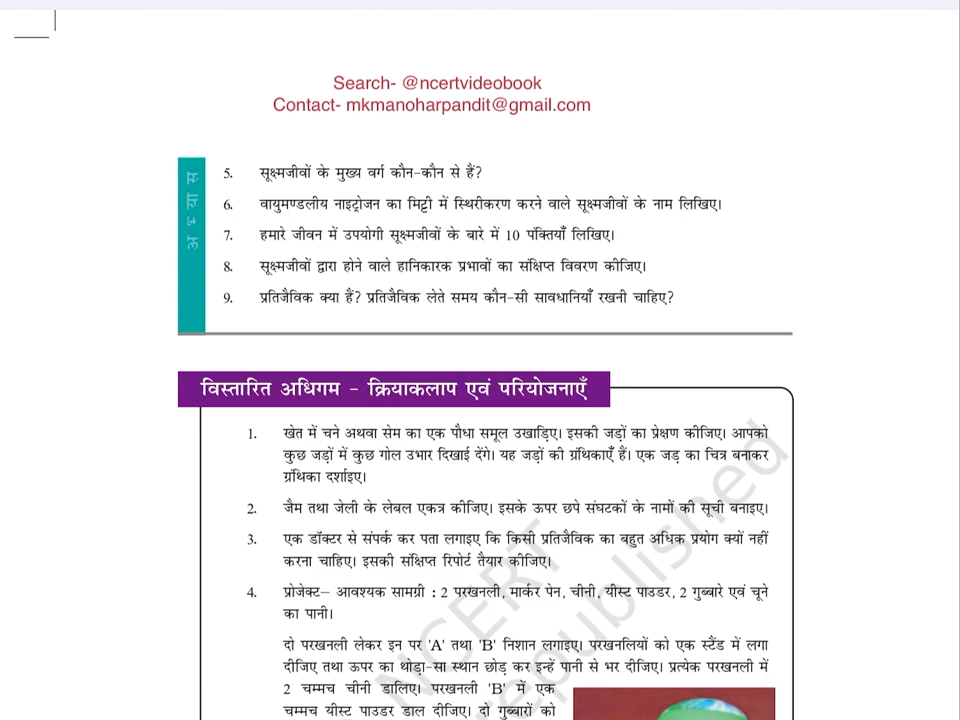 Search- @ncertvideobook
Contact- mkmanoharpandit@gmail.com
अभ्यास
5. सूक्ष्मजीवों के मुख्य वर्ग कौन-कौन से हैं?
6. वायुमण्डलीय नाइट्रोजन का मिट्टी में स्थिरीकरण करने वाले सूक्ष्मजीवों के नाम लिखिए।
7. हमारे जीवन में उपयोगी सूक्ष्मजीवों के बारे में 10 पंक्तियाँ लिखिए।
8. सूक्ष्मजीवों द्वारा होने वाले हानिकारक प्रभावों का संक्षिप्त विवरण कीजिए।
9. प्रतिजैविक क्या हैं? प्रतिजैविक लेते समय कौन-सी सावधानियाँ रखनी चाहिए?
विस्तारित अधिगम - क्रियाकलाप एवं परियोजनाएँ
1. खेत में चने अथवा सेम का एक पौधा समूल उखाड़िए। इसकी जड़ों का प्रेक्षण कीजिए। आपको
कुछ जड़ों में कुछ गोल उभार दिखाई देंगे। यह जड़ों की ग्रंथिकाएँ हैं। एक जड़ का चित्र बनाकर
ग्रंथिका दर्शाइए।
2. जैम तथा जेली के लेबल एकत्र कीजिए। इसके ऊपर छपे संघटकों के नामों की सूची बनाइए।
3. एक डॉक्टर से संपर्क कर पता लगाइए कि किसी प्रतिजैविक का बहुत अधिक प्रयोग क्यों नहीं
करना चाहिए। इसकी संक्षिप्त रिपोर्ट तैयार कीजिए।
4. प्रोजेक्ट– आवश्यक सामग्री : 2 परखनली, मार्कर पेन, चीनी, यीस्ट पाउडर, 2 गुब्बारे एवं चूने
का पानी।
दो परखनली लेकर इन पर 'A' तथा 'B' निशान लगाइए। परखनलियों को एक स्टैंड में लगा
दीजिए तथा ऊपर का थोड़ा-सा स्थान छोड़ कर इन्हें पानी से भर दीजिए। प्रत्येक परखनली में
2 चम्मच चीनी डालिए। परखनली 'B' में एक
चम्मच यीस्ट पाउडर डाल दीजिए। दो गुब्बारों को
NCERT
republished